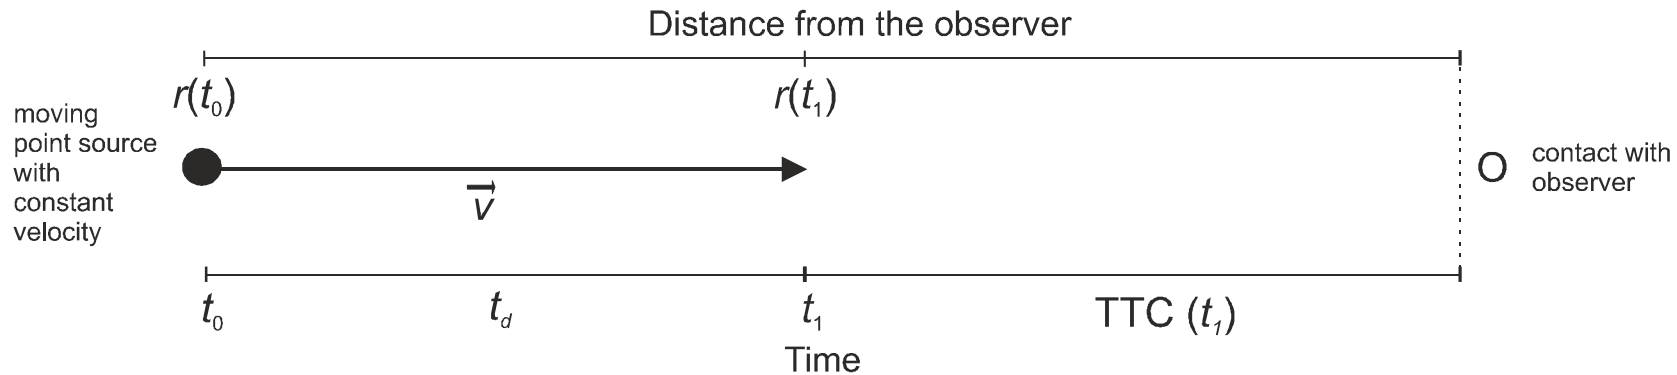 Distance from the observer
r(t0)
r(t1)
moving
point source
with
constant
velocity
v
contact with
observer
t0
td
t1
TTC (t1)
Time